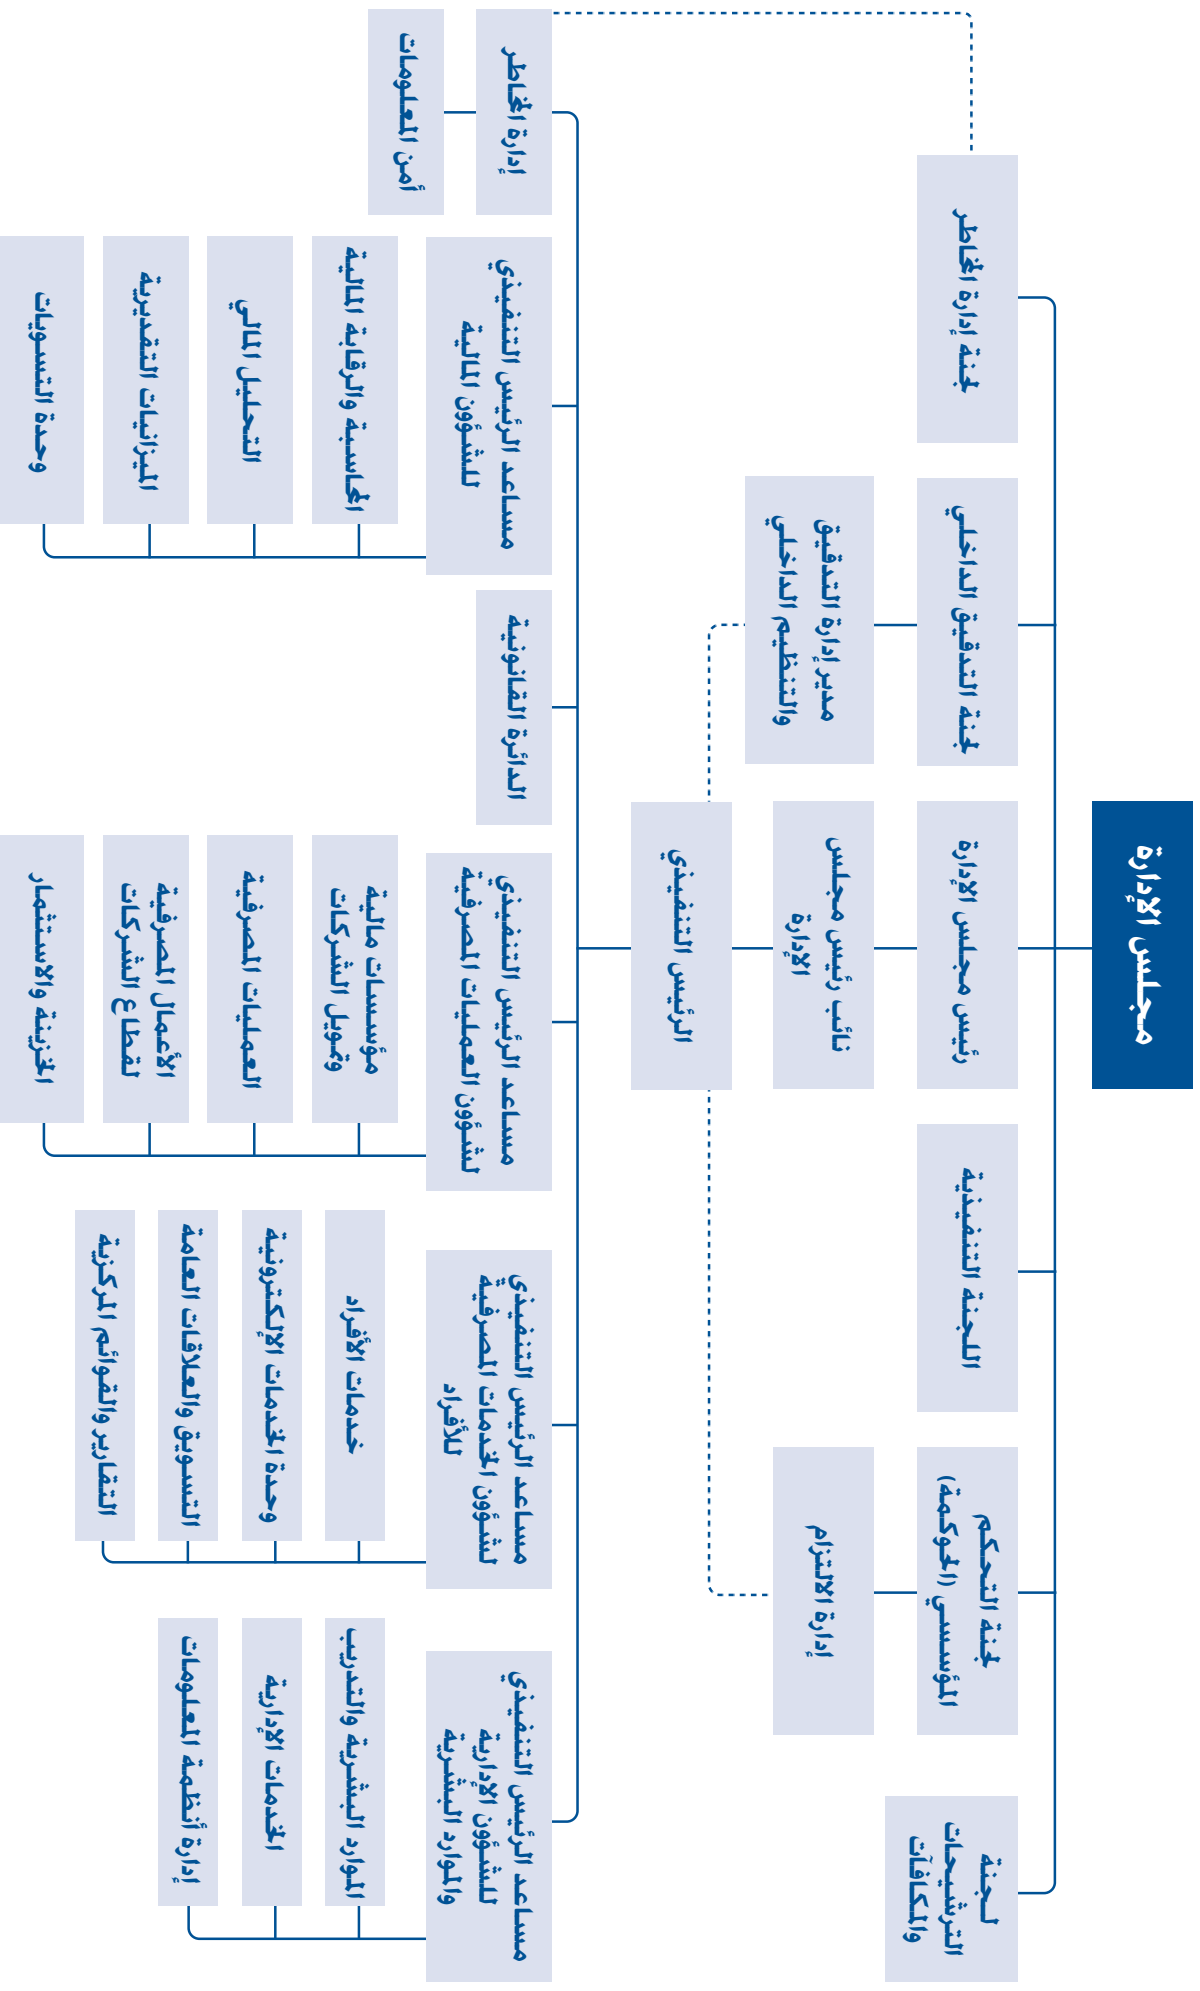 مجلس الإدارة
لجنة إدارة المخاطر
لجنة التدقيق الداخلي
رئيس مجلس الإدارة
اللجنة التنفيذية
لجنة التحكم
المؤسسي (الحوكمة)
لـجنة
الترشيحات
والمكافآت
مدير إدارة التدقيق
الداخلي
والتنظيم
نائب رئيس مجلس
الإدارة
إدارة الالتزام
الرئيس التنفيذي
إدارة المخاطر
أمن المعلومات
مساعد الرئيس التنفيذي
للشؤون المالية
المحاسبة والرقابة المالية
التحليل المالي
الميزانيات التقديرية
وحدة التسويات
الدائرة القانونية
مساعد الرئيس التنفيذي
لشؤون العمليات المصرفية
مؤسسات مالية
وتمويل الشركات
العمليات المصرفية
الأعمال المصرفية
لقطاع الشركات
الخزينة والاستثمار
مساعد الرئيس التنفيذي
لشؤون الخدمات المصرفية
للأفراد
خدمات الأفراد
وحدة الخدمات الإلكترونية
التسويق والعلاقات العامة
التقارير والقوائم المركزية
مساعد الرئيس التنفيذي
للشؤون الإدارية
والموارد البشرية
الموارد البشرية والتدريب
الخدمات الإدارية
إدارة أنظمة المعلومات